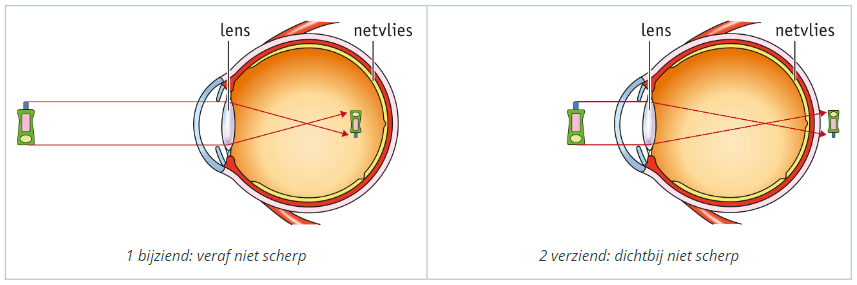 lens netvlies
lens netvlies
1 bijziend: veraf niet scherp
2 verziend: dichtbij niet scherp